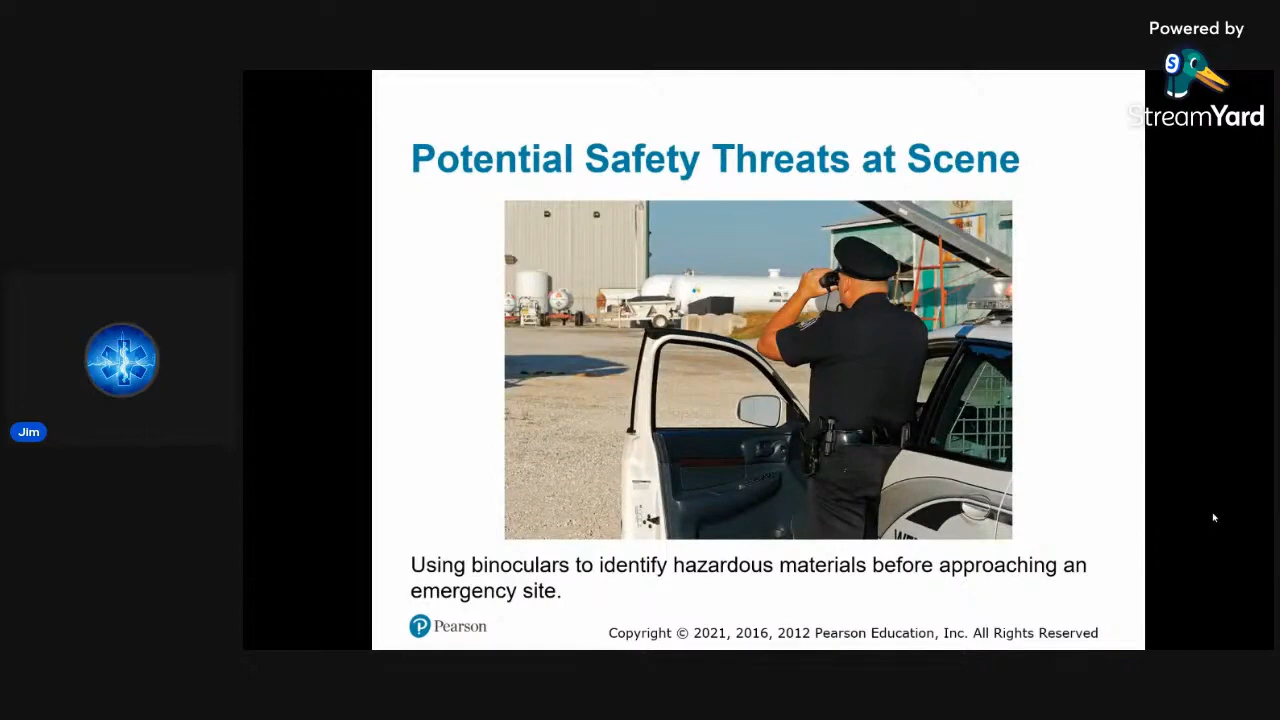 Powered by
S
StreamYard
Potential Safety Threats at Scene
Jim
Using binoculars to identify hazardous materials before approaching an
emergency site.
P Pearson
Copyright © 2021, 2016, 2012 Pearson Education, Inc. All Rights Reserved